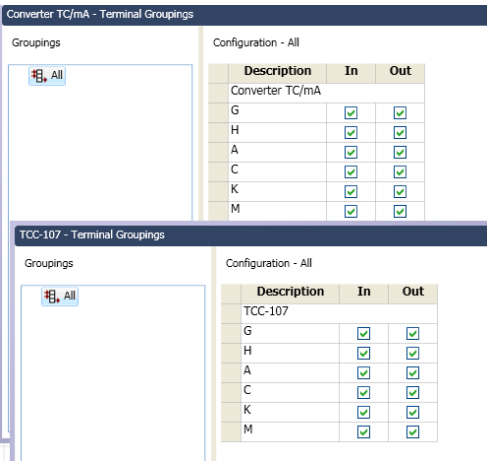 Converter TC/mA - Terminal Groupings
Groupings
Configuration - All
All
Description In Out
Converter TC/mA
G
H
A
C
K
M
TCC-107 - Terminal Groupings
Groupings
Configuration - All
All
Description In Out
TCC-107
G
H
A
C
K
M